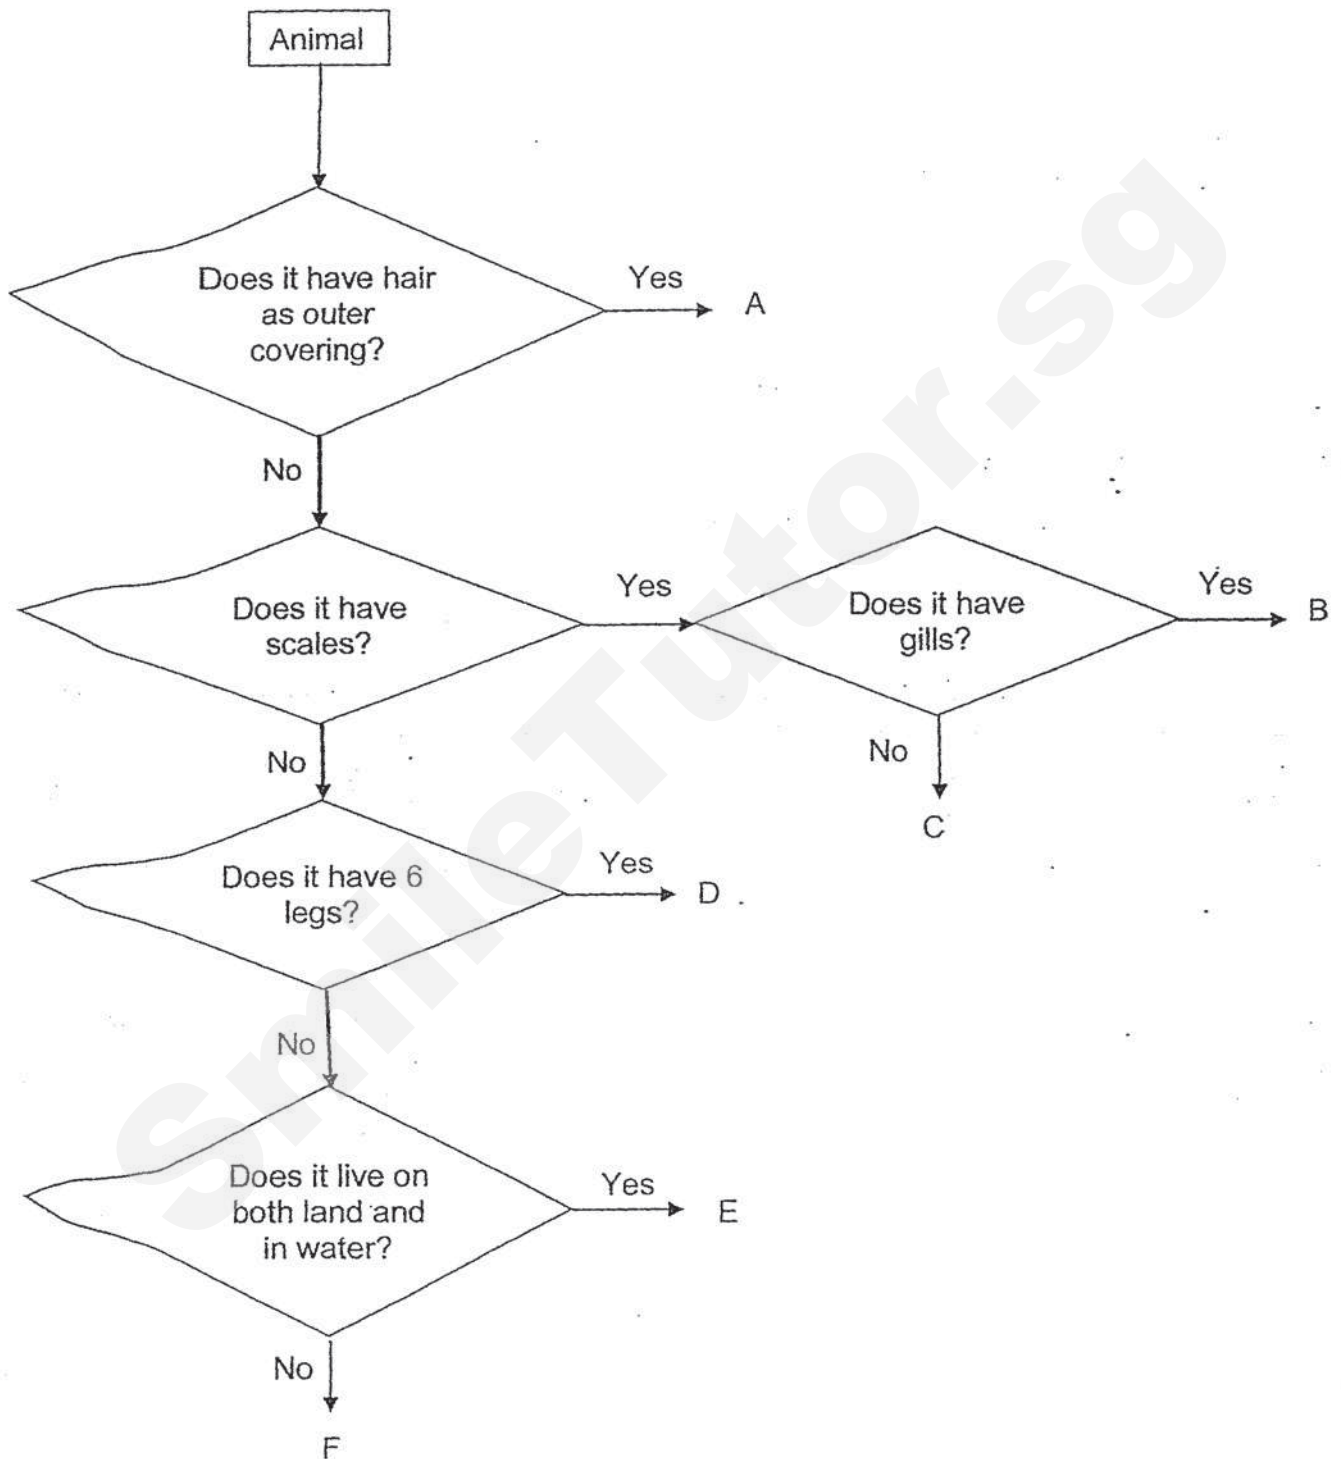 Animal
Does it have hair
as outer
covering?
Yes
A
No
Does it have
scales?
Yes
Does it have
gills?
Yes
B
No
No
C
Does it have 6
legs?
Yes
D
No
Does it live on
both land and
in water?
Yes
E
No
F
SmileTutor.sg